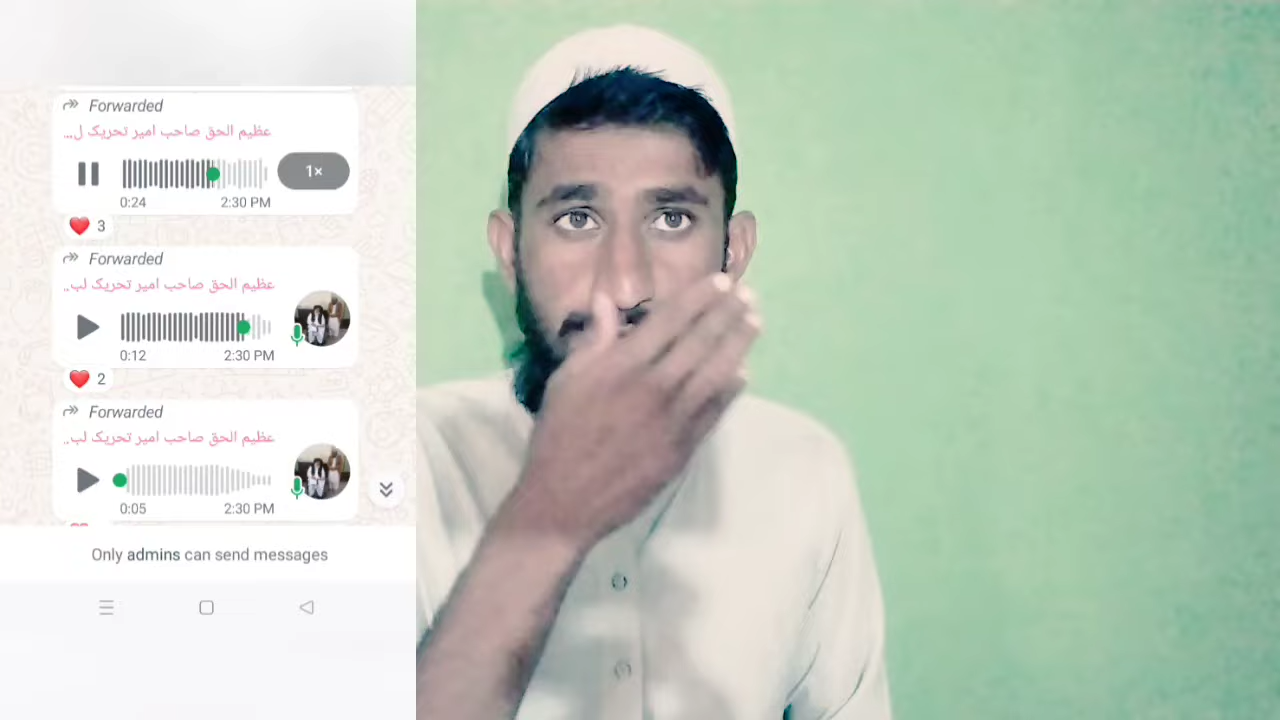 Forwarded
عظیم الحق صاحب امیر تحریک ل...
1×
0:24 2:30 PM
3
Forwarded
عظیم الحق صاحب امیر تحریک لب..
0:12 2:30 PM
2
Forwarded
عظیم الحق صاحب امیر تحریک لب..
0:05 2:30 PM
Only admins can send messages